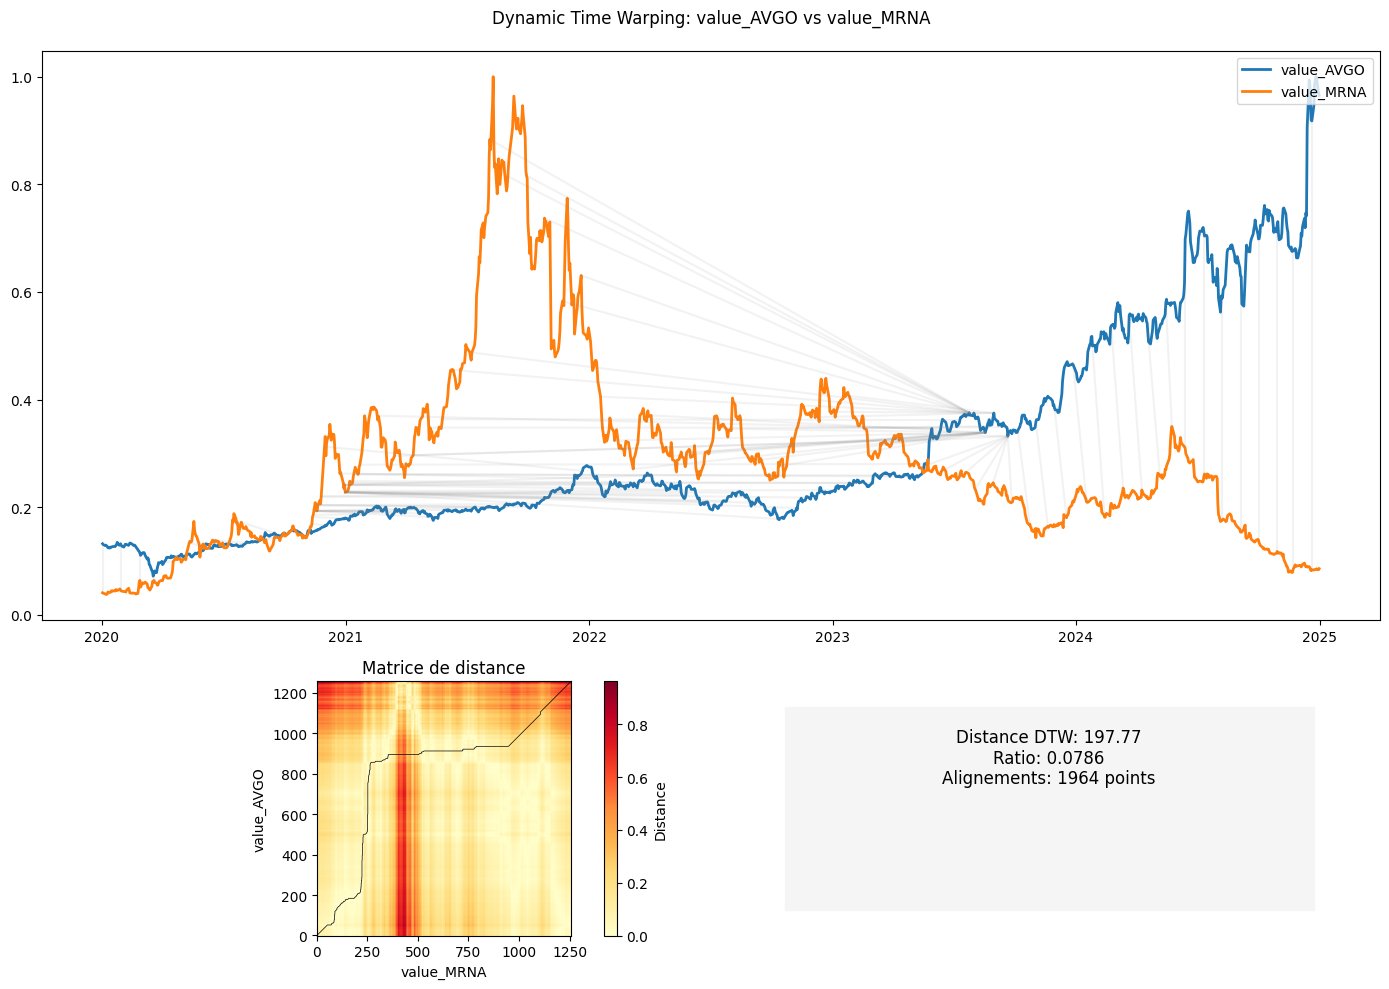 Dynamic Time Warping: value_AVGO vs value_MRNA
value_AVGO
value_MRNA
1.0
0.8
0.6
0.4
0.2
0.0
2020 2021 2022 2023 2024 2025
Matrice de distance
1200
1000
800
600
400
200
0
value_AVGO
0 250 500 750 1000 1250
value_MRNA
0.8
0.6
0.4
0.2
0.0
Distance
Distance DTW: 197.77
Ratio: 0.0786
Alignements: 1964 points